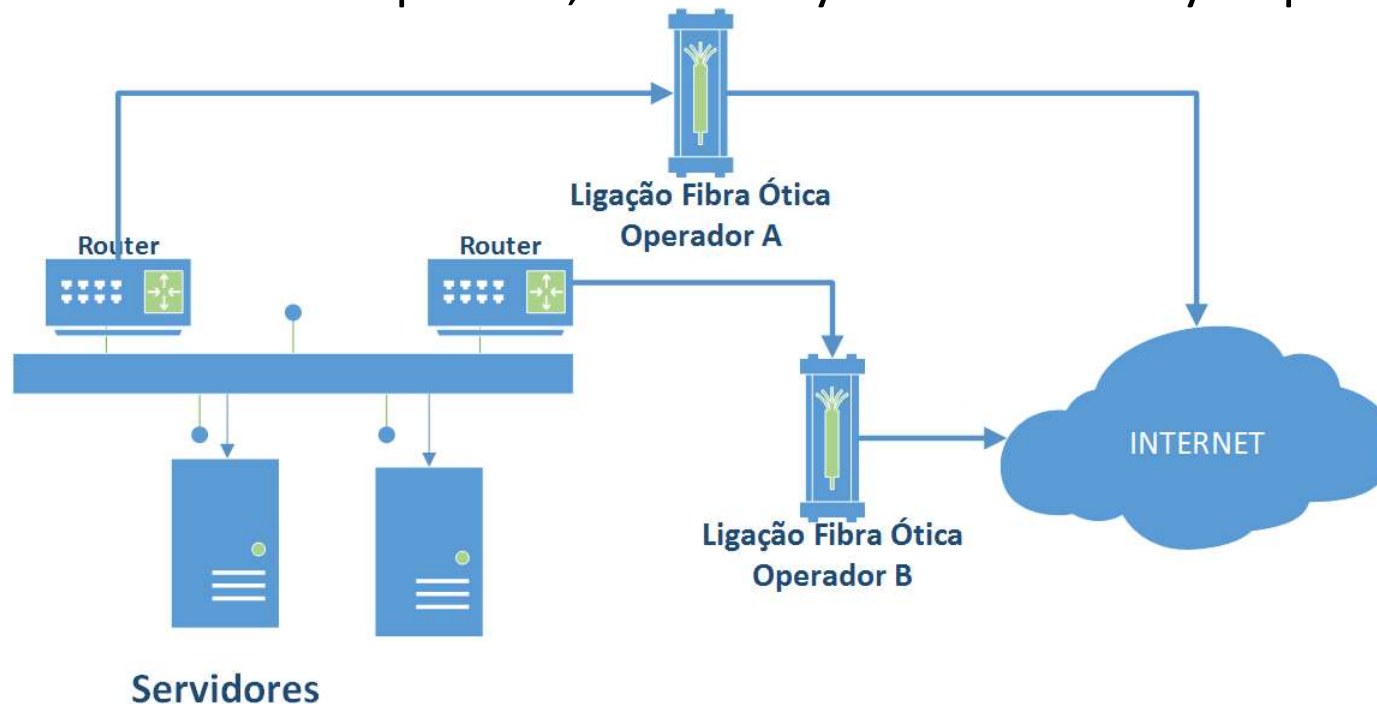 Ligação Fibra Ótica
Operador A
Router
Router
INTERNET
Ligação Fibra Ótica
Operador B
Servidores